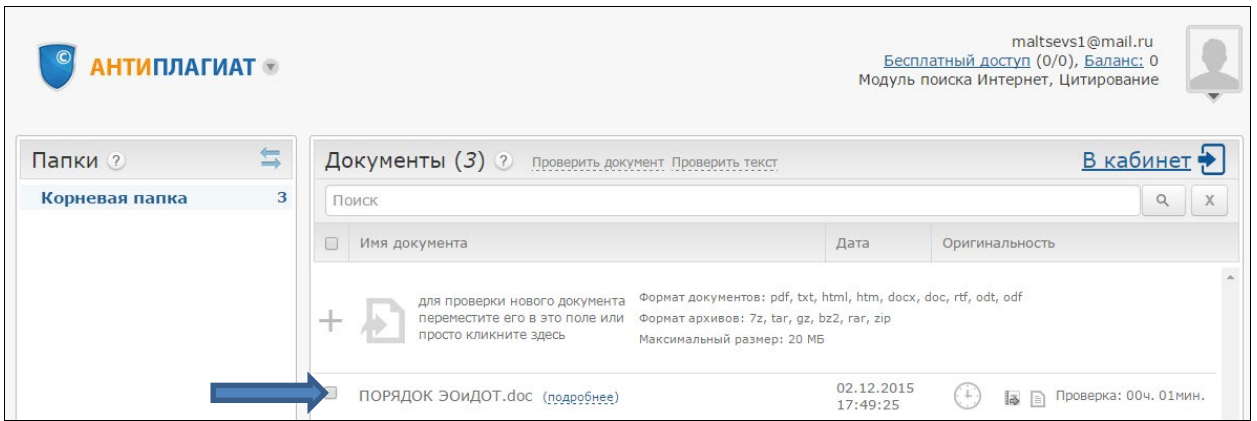 maltsevs1@mail.ru
© АНТИПЛАГИАТ
Бесплатный доступ (0/0), Баланс: 0
Модуль поиска Интернет, Цитирование
Папки ?
Документы (3) ? Проверить документ Проверить текст
В кабинет
Корневая папка 3
Поиск
X
Имя документа Дата Оригинальность
для проверки нового документа
переместите его в это поле или
просто кликните здесь
Формат документов: pdf, txt, html, htm, docx, doc, rtf, odt, odf
Формат архивов: 7z, tar, gz, bz2, rar, zip
Максимальный размер: 20 МБ
ПОРЯДОК ЭОиДОТ.doc (подробнее)
02.12.2015
17:49:25
Проверка: 00ч. 01мин.